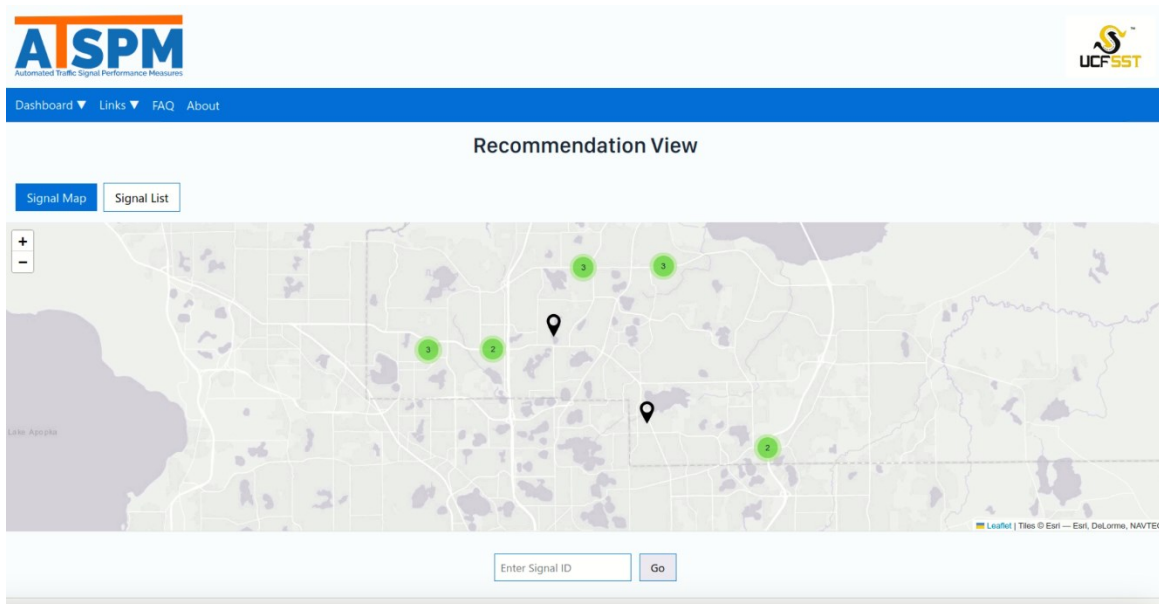 ATSPM
Automated Traffic Signal Performance Measures
UCFSST
™
Dashboard ▼ Links ▼ FAQ About
Recommendation View
Signal Map Signal List
+
−
3
3
3
2
Lake Apopka
2
Leaflet | Tiles © Esri — Esri, DeLorme, NAVTEQ
Enter Signal ID Go